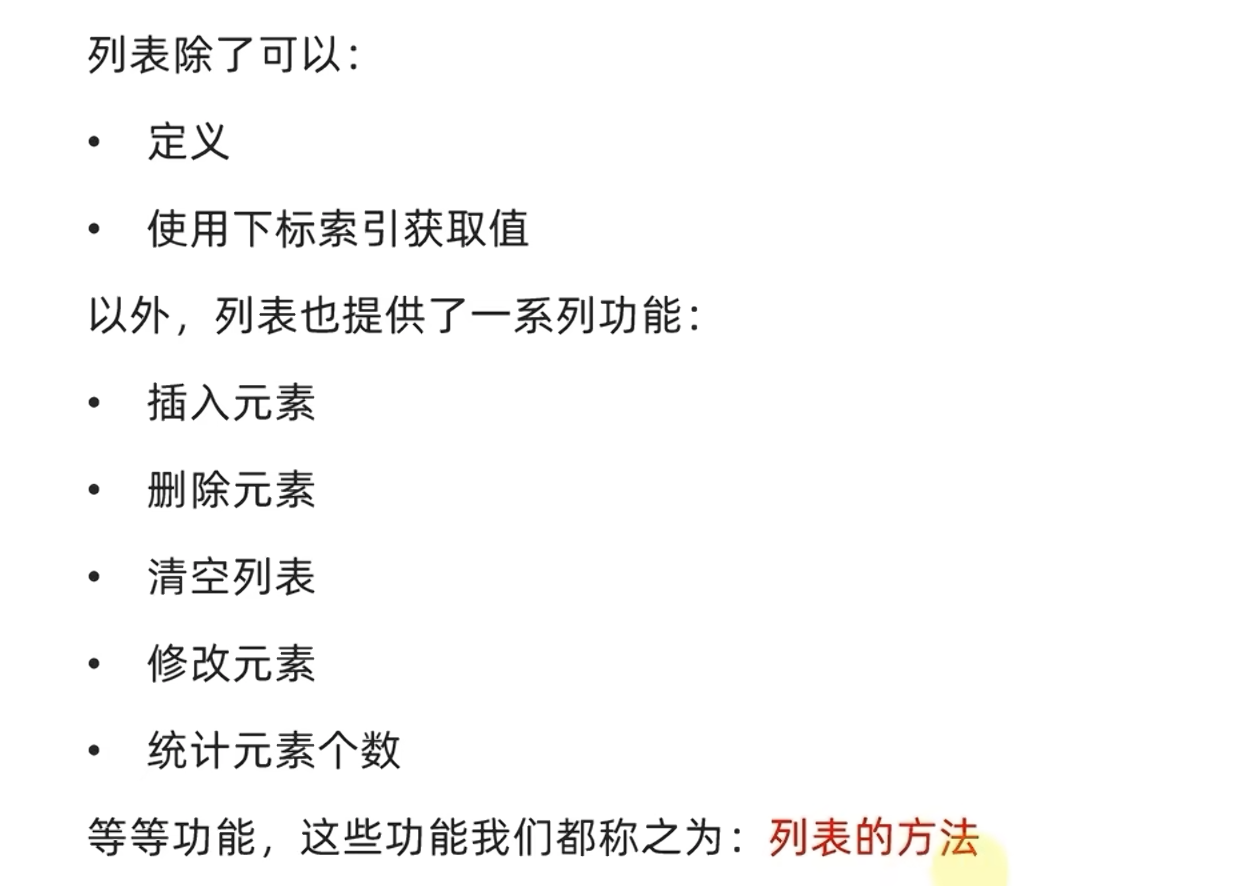 列表除了可以：
• 定义
• 使用下标索引获取值
以外，列表也提供了一系列功能：
• 插入元素
• 删除元素
• 清空列表
• 修改元素
• 统计元素个数
等等功能，这些功能我们都称之为：列表的方法